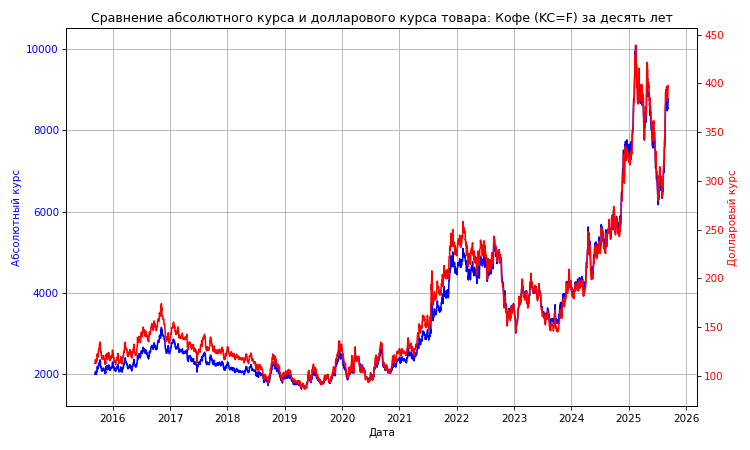 Сравнение абсолютного курса и долларового курса товара: Кофе (KC=F) за десять лет
10000
8000
6000
4000
2000
Абсолютный курс
450
400
350
300
250
200
150
100
Долларовый курс
2016 2017 2018 2019 2020 2021 2022 2023 2024 2025 2026
Дата